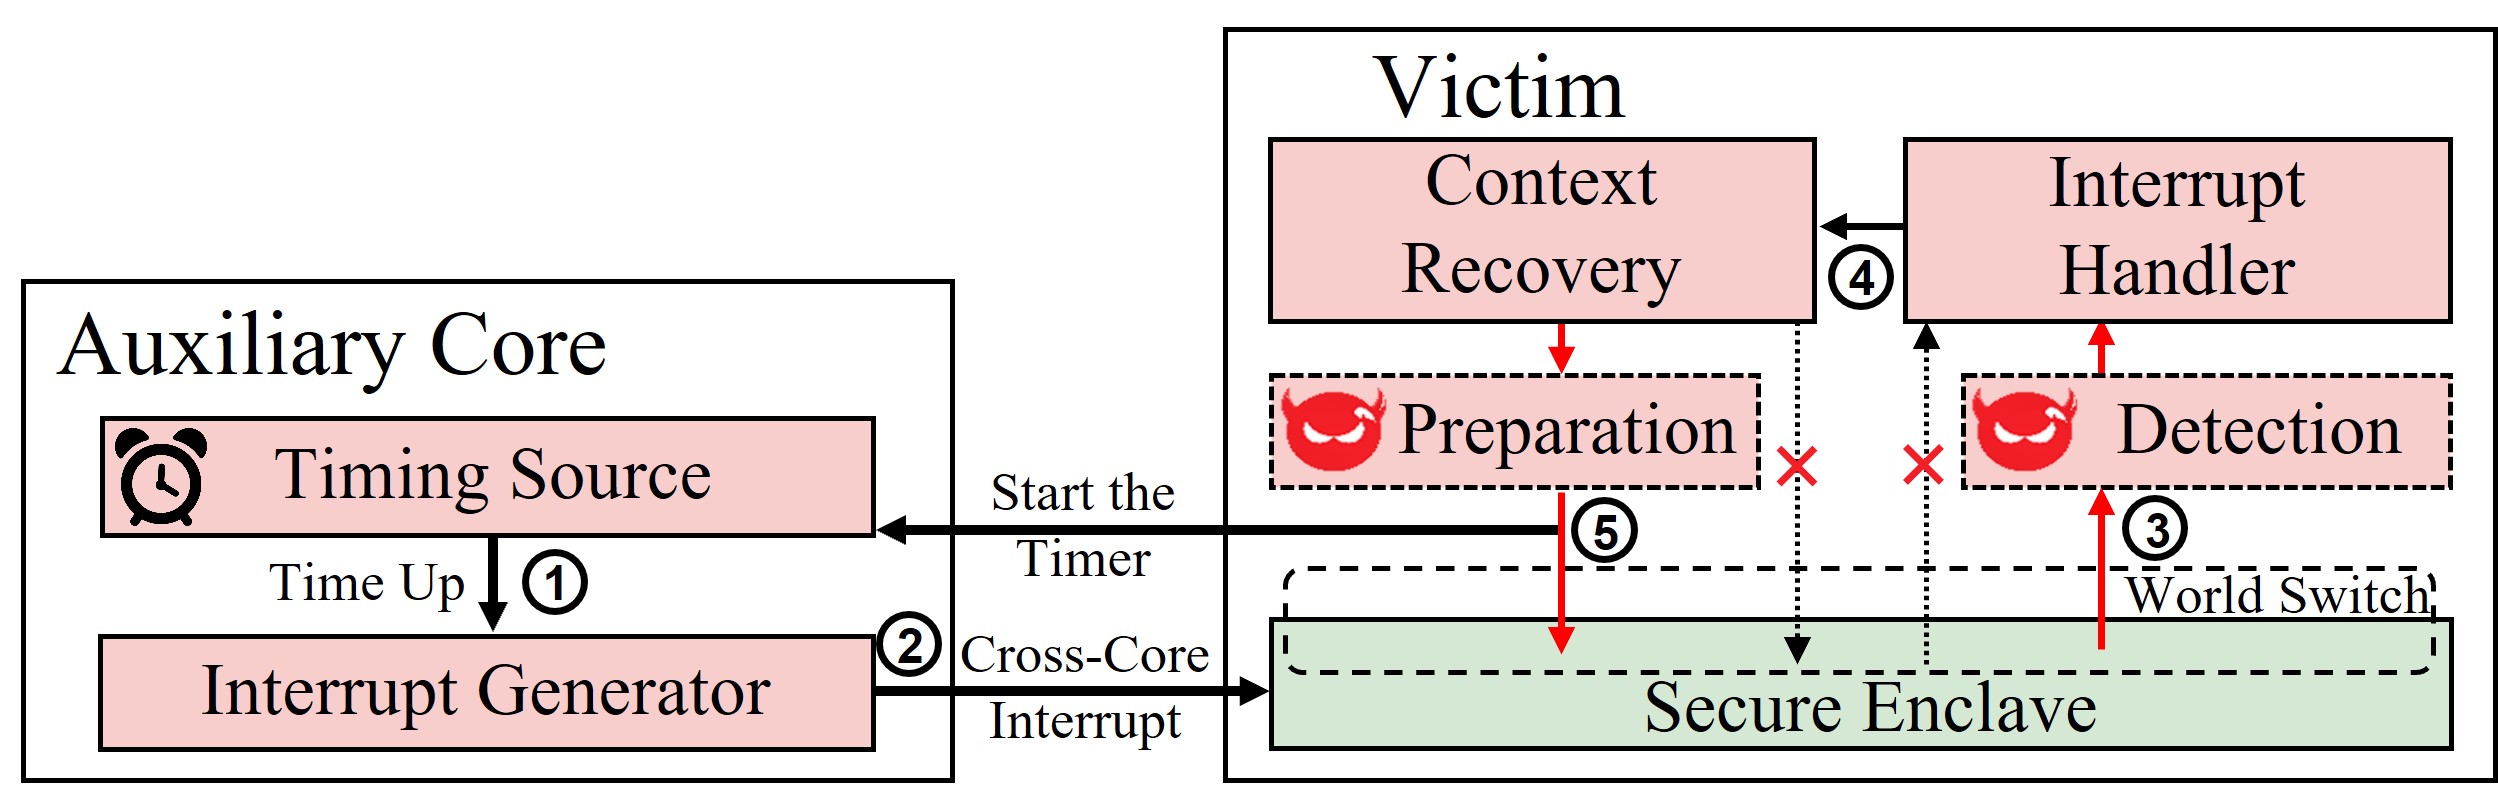 Victim
Context
Recovery
Interrupt
Handler
4
Auxiliary Core
Timing Source
Time Up
1
Interrupt Generator
2
Start the
Timer
Cross-Core
Interrupt
Preparation
Detection
5
3
World Switch
Secure Enclave